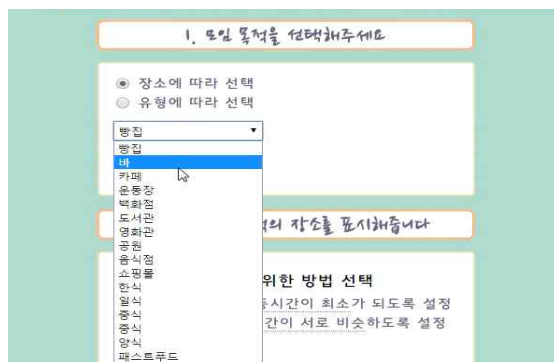 1. 모임 목적을 선택해주세요
장소에 따라 선택
유형에 따라 선택
빵집
빵집
바
카페
운동장
백화점
도서관
영화관
공원
음식점
쇼핑몰
한식
일식
중식
중식
양식
패스트푸드
의 장소를 표시해줍니다
위한 방법 선택
시간이 최소가 되도록 설정
간이 서로 비슷하도록 설정